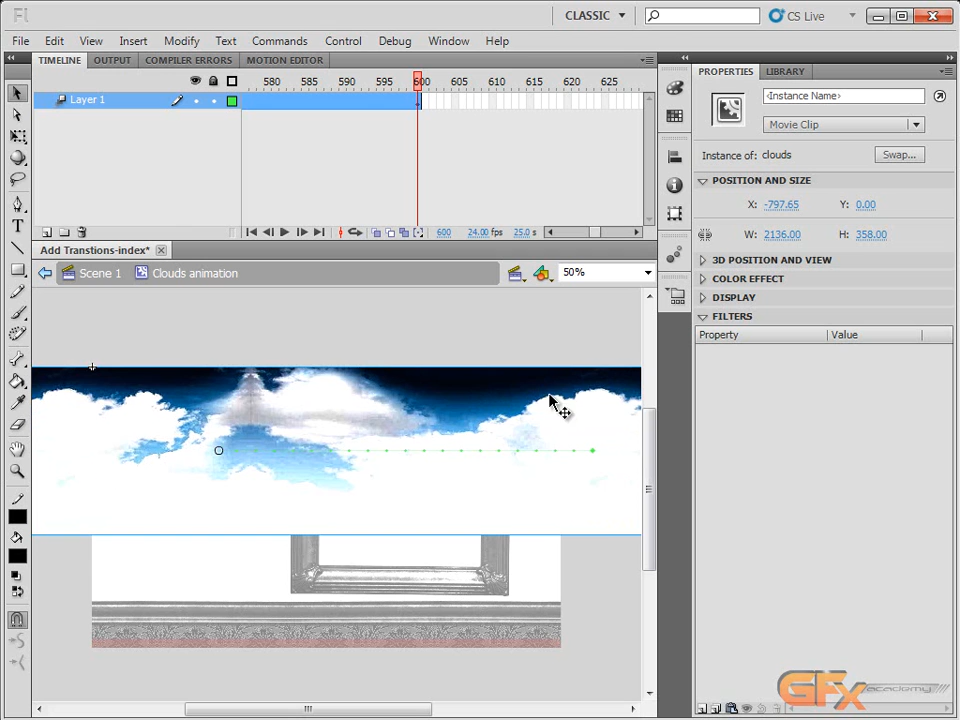 Fl
CLASSIC
CS Live
File Edit View Insert Modify Text Commands Control Debug Window Help
TIMELINE OUTPUT COMPILER ERRORS MOTION EDITOR
580 585 590 595 600 605 610 615 620 625
Layer 1
600 24.00 fps 25.0 s
Add Transtions-index*
Scene 1 Clouds animation 50%
PROPERTIES LIBRARY
<Instance Name>
Movie Clip
Instance of: clouds Swap...
POSITION AND SIZE
X: -797.65 Y: 0.00
W: 2136.00 H: 358.00
3D POSITION AND VIEW
COLOR EFFECT
DISPLAY
FILTERS
Property Value
GFx academy